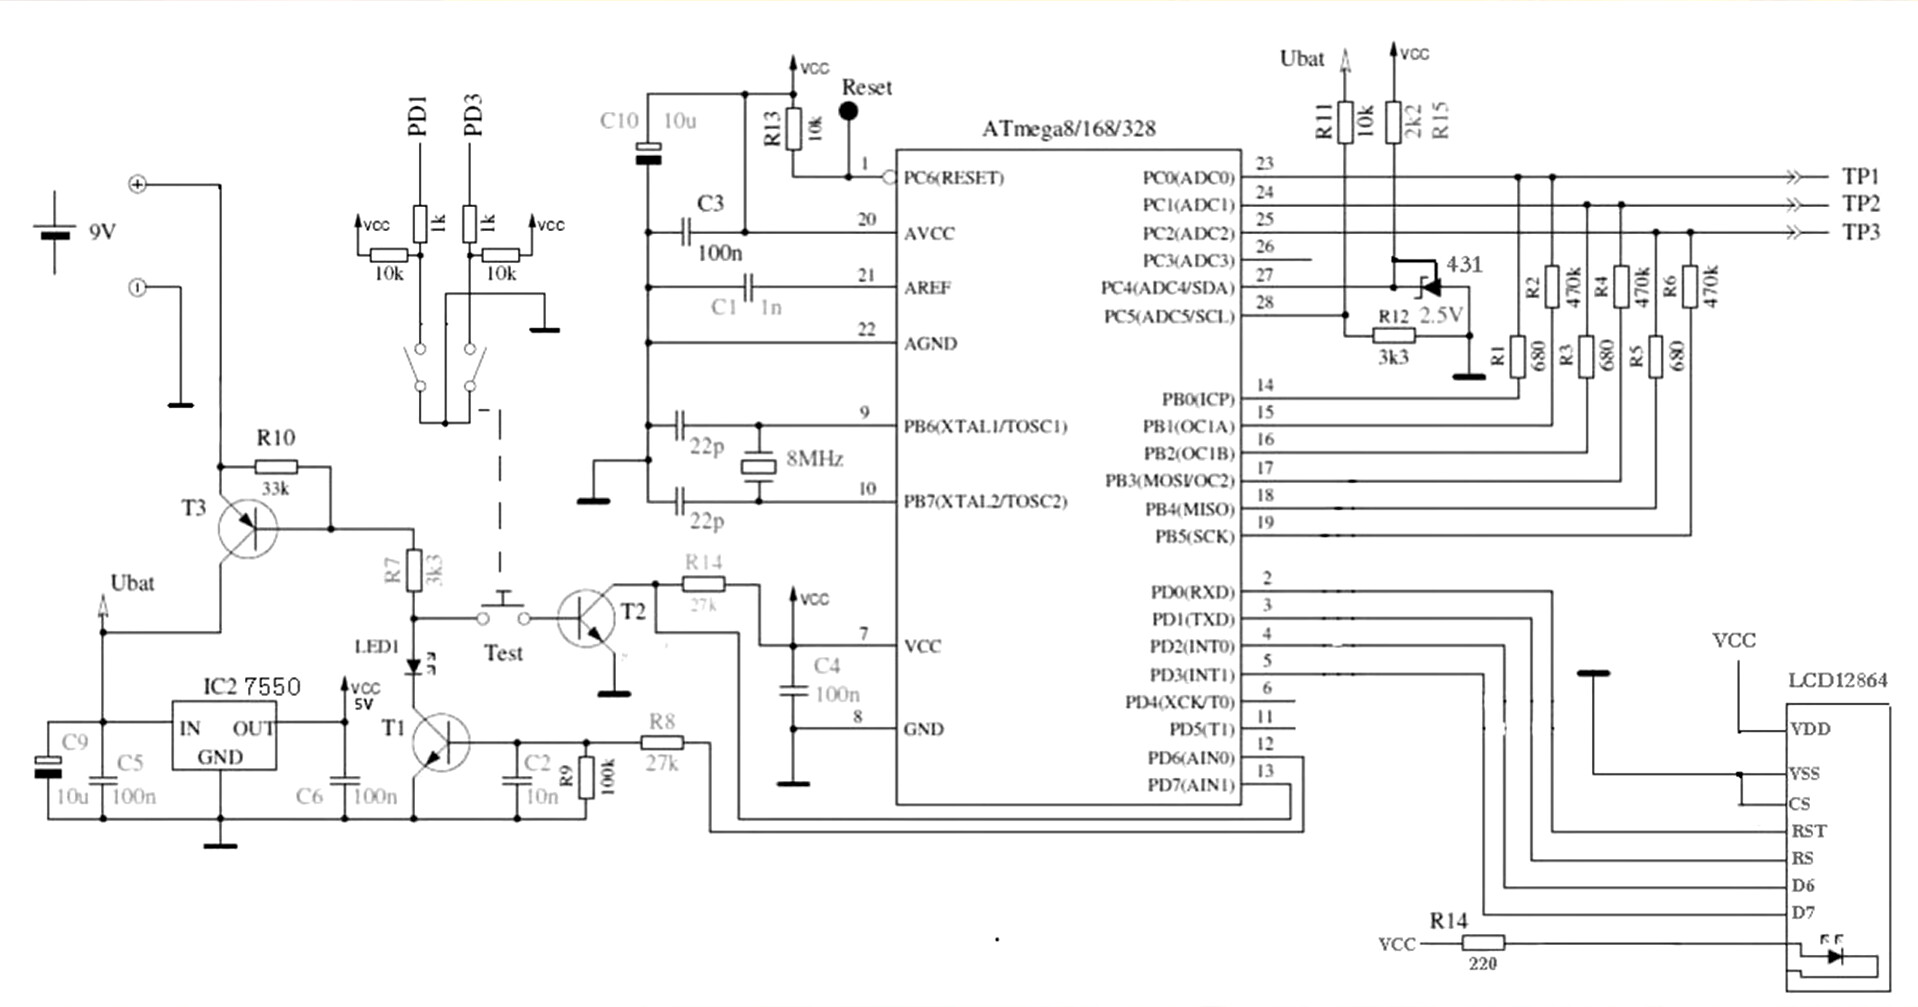 Ubat
VCC
VCC
Reset
PD1
PD3
C10 10u
R13
10k
ATmega8/168/328
R11
10k
2k2
R15
9V
VCC
1k
1k
VCC
10k
10k
C3
100n
C1 1n
22p
8MHz
22p
1
20
21
22
9
10
7
8
PC6(RESET)
AVCC
AREF
AGND
PB6(XTAL1/TOSC1)
PB7(XTAL2/TOSC2)
VCC
GND
PC0(ADC0)
PC1(ADC1)
PC2(ADC2)
PC3(ADC3)
PC4(ADC4/SDA)
PC5(ADC5/SCL)
PB0(ICP)
PB1(OC1A)
PB2(OC1B)
PB3(MOSI/OC2)
PB4(MISO)
PB5(SCK)
PD0(RXD)
PD1(TXD)
PD2(INT0)
PD3(INT1)
PD4(XCK/T0)
PD5(T1)
PD6(AIN0)
PD7(AIN1)
23
24
25
26
27
28
14
15
16
17
18
19
2
3
4
5
6
11
12
13
TP1
TP2
TP3
431
2.5V
R12
3k3
R1
680
R2
470k
R3
680
R4
470k
R5
680
R6
470k
R10
33k
T3
R7
3k3
Ubat
LED1
Test
T2
R14
27k
VCC
C4
100n
IC2 7550
IN OUT
GND
VCC
5V
T1
C9
10u
C5
100n
C6 100n
C2
10n
R9
100k
R8
27k
VCC
LCD12864
VDD
VSS
CS
RST
RS
D6
D7
R14
VCC
220